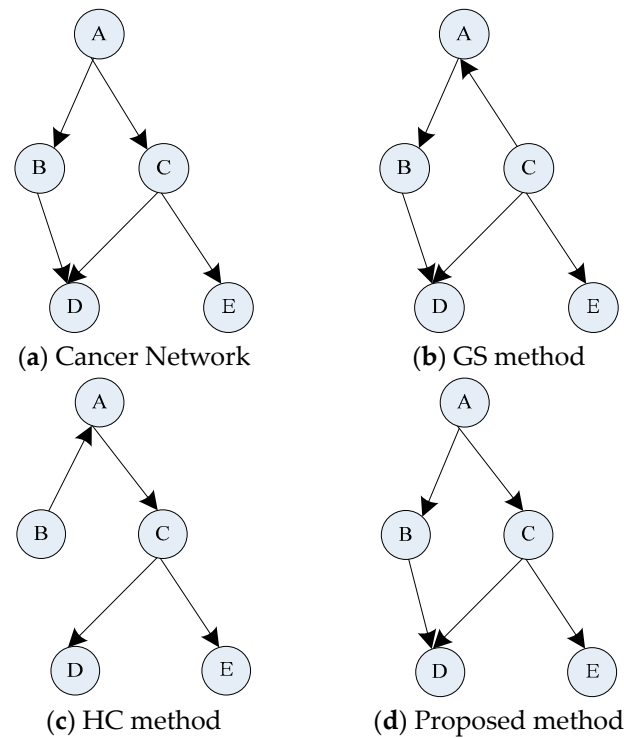 A A
B C B C
D E D E
(a) Cancer Network (b) GS method
A A
B C B C
D E D E
(c) HC method (d) Proposed method